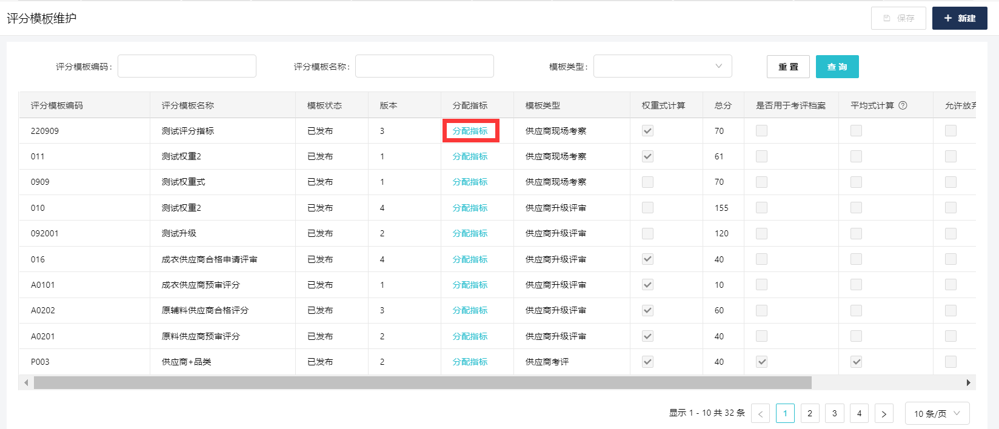 评分模板维护 保存 + 新建
评分模板编码: 评分模板名称: 模板类型: 重置 查询
评分模板编码 评分模板名称 模板状态 版本 分配指标 模板类型 权重式计算 总分 是否用于考评档案 平均式计算 允许放
220909 测试评分指标 已发布 3 分配指标 供应商现场考察 70
011 测试权重2 已发布 1 分配指标 供应商现场考察 61
0909 测试权重式 已发布 1 分配指标 供应商现场考察 70
010 测试权重2 已发布 4 分配指标 供应商升级评审 155
092001 测试升级 已发布 2 分配指标 供应商升级评审 120
016 成衣供应商合格申请评审 已发布 4 分配指标 供应商升级评审 40
A0101 成衣供应商预审评分 已发布 1 分配指标 供应商升级评审 10
A0202 原辅料供应商合格评分 已发布 3 分配指标 供应商升级评审 60
A0201 原料供应商预审评分 已发布 2 分配指标 供应商升级评审 40
P003 供应商+品类 已发布 2 分配指标 供应商考评 40
显示 1 - 10 共 32 条 < 1 2 3 4 > 10 条/页